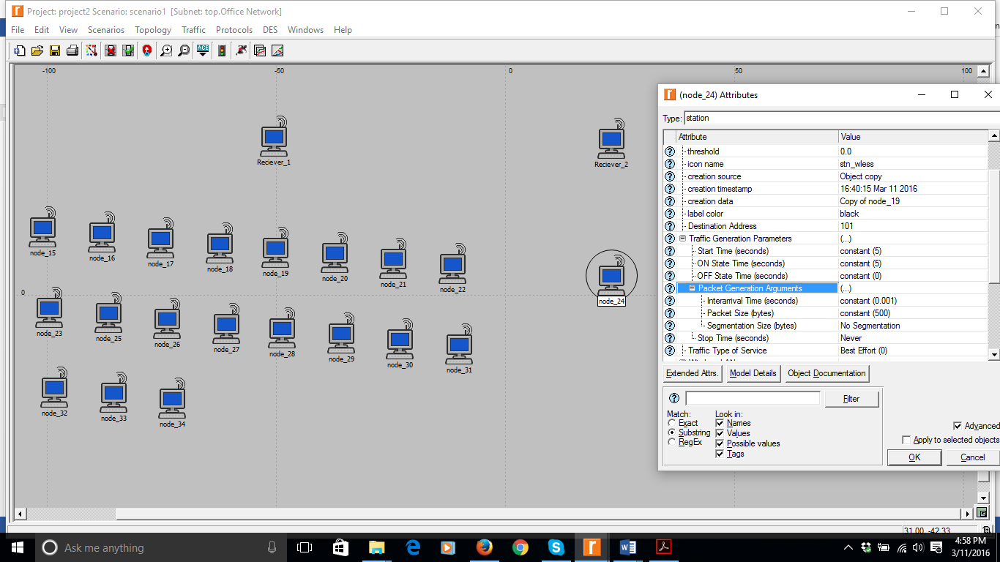 Project: project2 Scenario: scenario1 [Subnet: top.Office Network]
File Edit View Scenarios Topology Traffic Protocols DES Windows Help
ACE
-100 -50 0 50 100
Reciever_1
Reciever_2
node_15
node_16
node_17
node_18
node_19
node_20
node_21
node_22
node_24
0
node_23
node_25
node_26
node_27
node_28
node_29
node_30
node_31
node_32
node_33
node_34
(node_24) Attributes
Type: station
Attribute Value
threshold 0.0
icon name stn_wless
creation source Object copy
creation timestamp 16:40:15 Mar 11 2016
creation data Copy of node_19
label color black
Destination Address 101
Traffic Generation Parameters (...)
Start Time (seconds) constant (5)
ON State Time (seconds) constant (5)
OFF State Time (seconds) constant (0)
Packet Generation Arguments (...)
Interarrival Time (seconds) constant (0.001)
Packet Size (bytes) constant (500)
Segmentation Size (bytes) No Segmentation
Stop Time (seconds) Never
Traffic Type of Service Best Effort (0)
Extended Attrs. Model Details Object Documentation
Filter
Match: Look in:
Exact Names
Substring Values
RegEx Possible values
Tags
Advanced
Apply to selected objects
OK Cancel
31.00, -42.33
Ask me anything
4:58 PM
3/11/2016